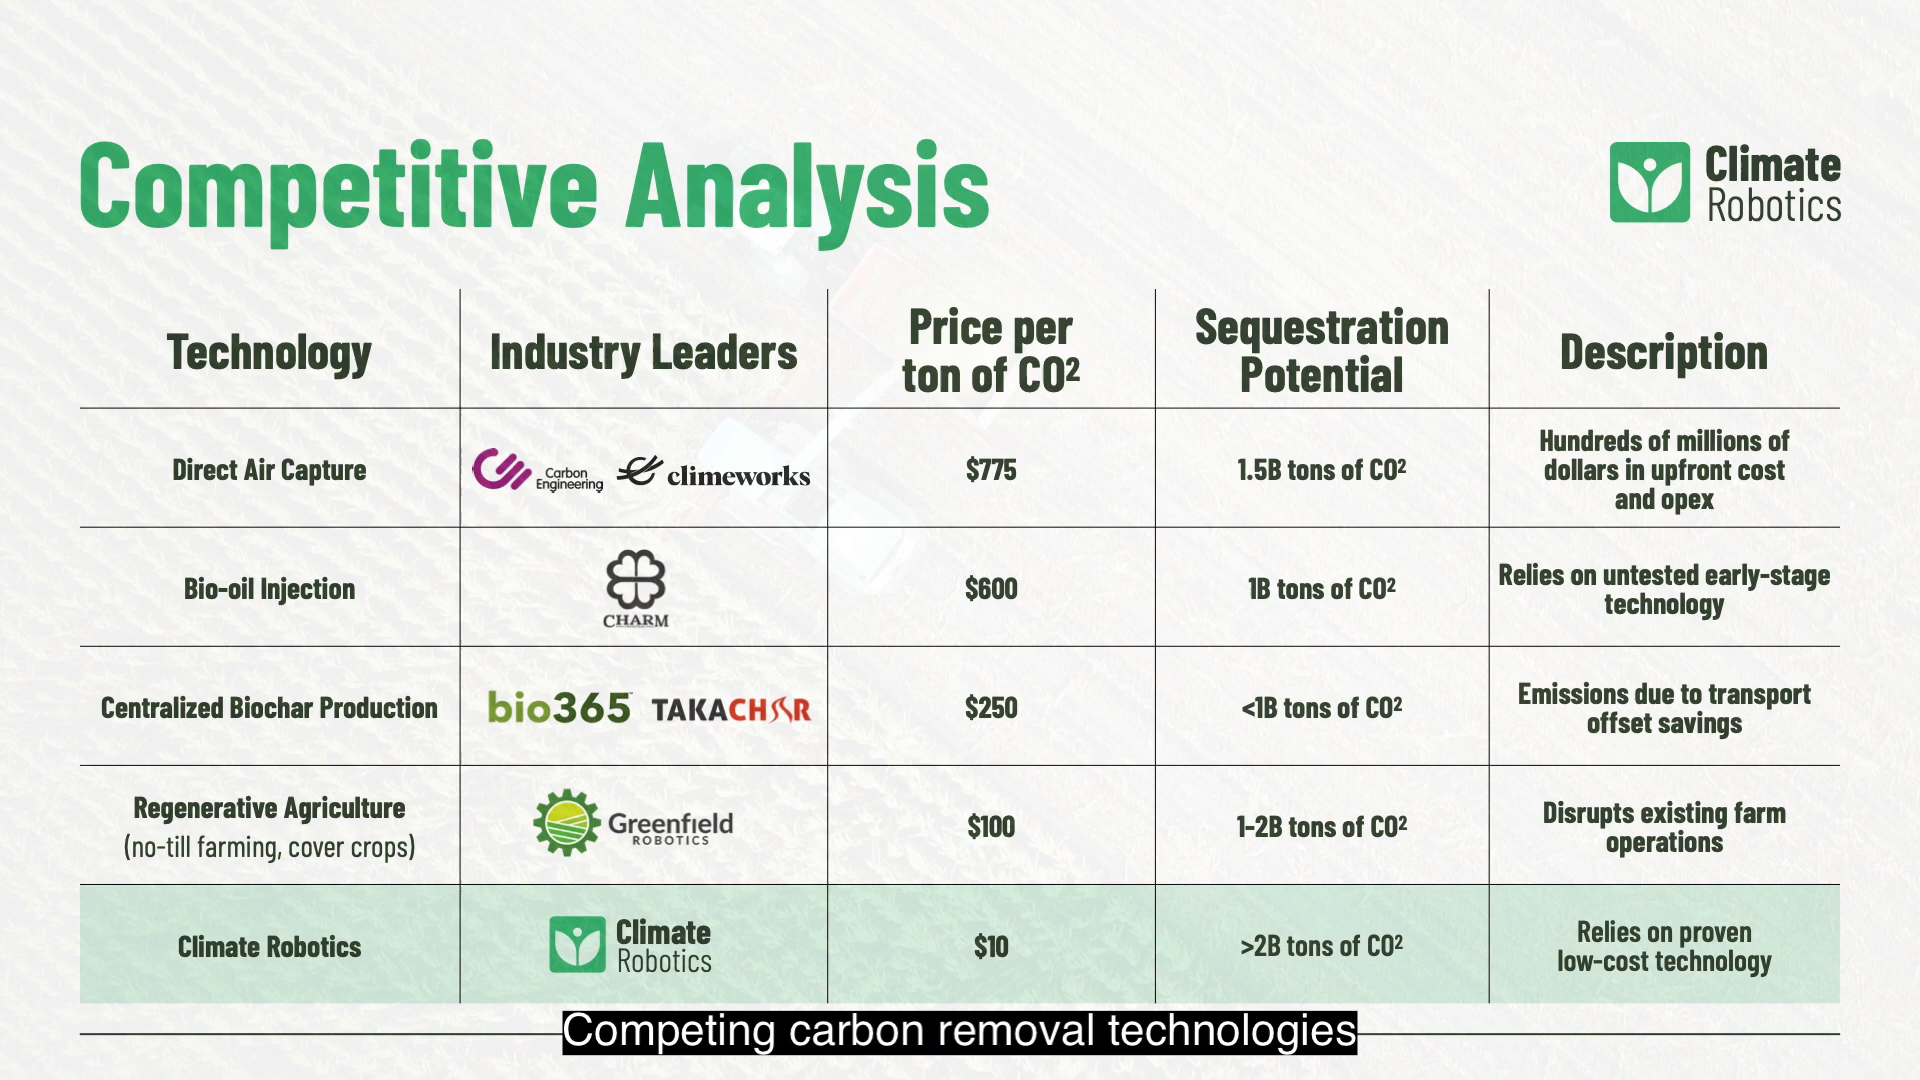 Competitive Analysis
Climate
Robotics
Technology
Industry Leaders
Price per
ton of CO²
Sequestration
Potential
Description
Direct Air Capture
Carbon
Engineering
climeworks
$775
1.5B tons of CO²
Hundreds of millions of
dollars in upfront cost
and opex
Bio-oil Injection
CHARM
$600
1B tons of CO²
Relies on untested early-stage
technology
Centralized Biochar Production
bio365
TAKACHAR
$250
<1B tons of CO²
Emissions due to transport
offset savings
Regenerative Agriculture
(no-till farming, cover crops)
Greenfield
ROBOTICS
$100
1-2B tons of CO²
Disrupts existing farm
operations
Climate Robotics
Climate
Robotics
$10
>2B tons of CO²
Relies on proven
low-cost technology
Competing carbon removal technologies